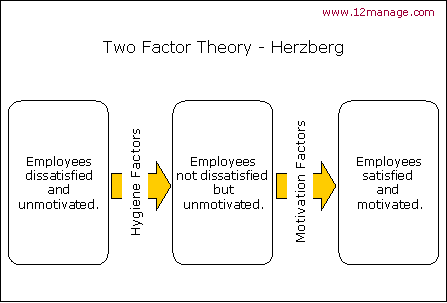 www.12manage.com
Two Factor Theory - Herzberg
Employees
dissatisfied
and
unmotivated.
Hygiene Factors
Employees
not dissatisfied
but
unmotivated.
Motivation Factors
Employees
satisfied
and
motivated.